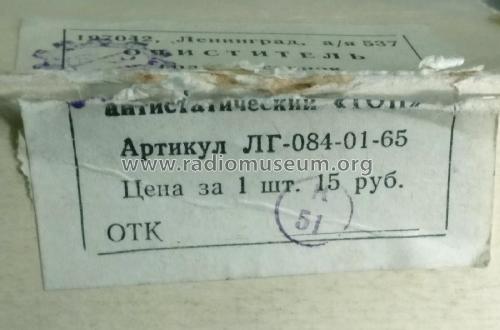 197042, Ленинград, а/я 537
ОЧИСТИТЕЛЬ
антистатический «ТОП»
Артикул ЛГ-084-01-65
www.radiomuseum.org
Цена за 1 шт. 15 руб.
51
ОТК